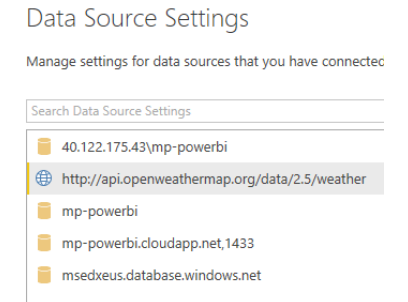 Data Source Settings
Manage settings for data sources that you have connected
Search Data Source Settings
40.122.175.43\mp-powerbi
http://api.openweathermap.org/data/2.5/weather
mp-powerbi
mp-powerbi.cloudapp.net,1433
msedxeus.database.windows.net